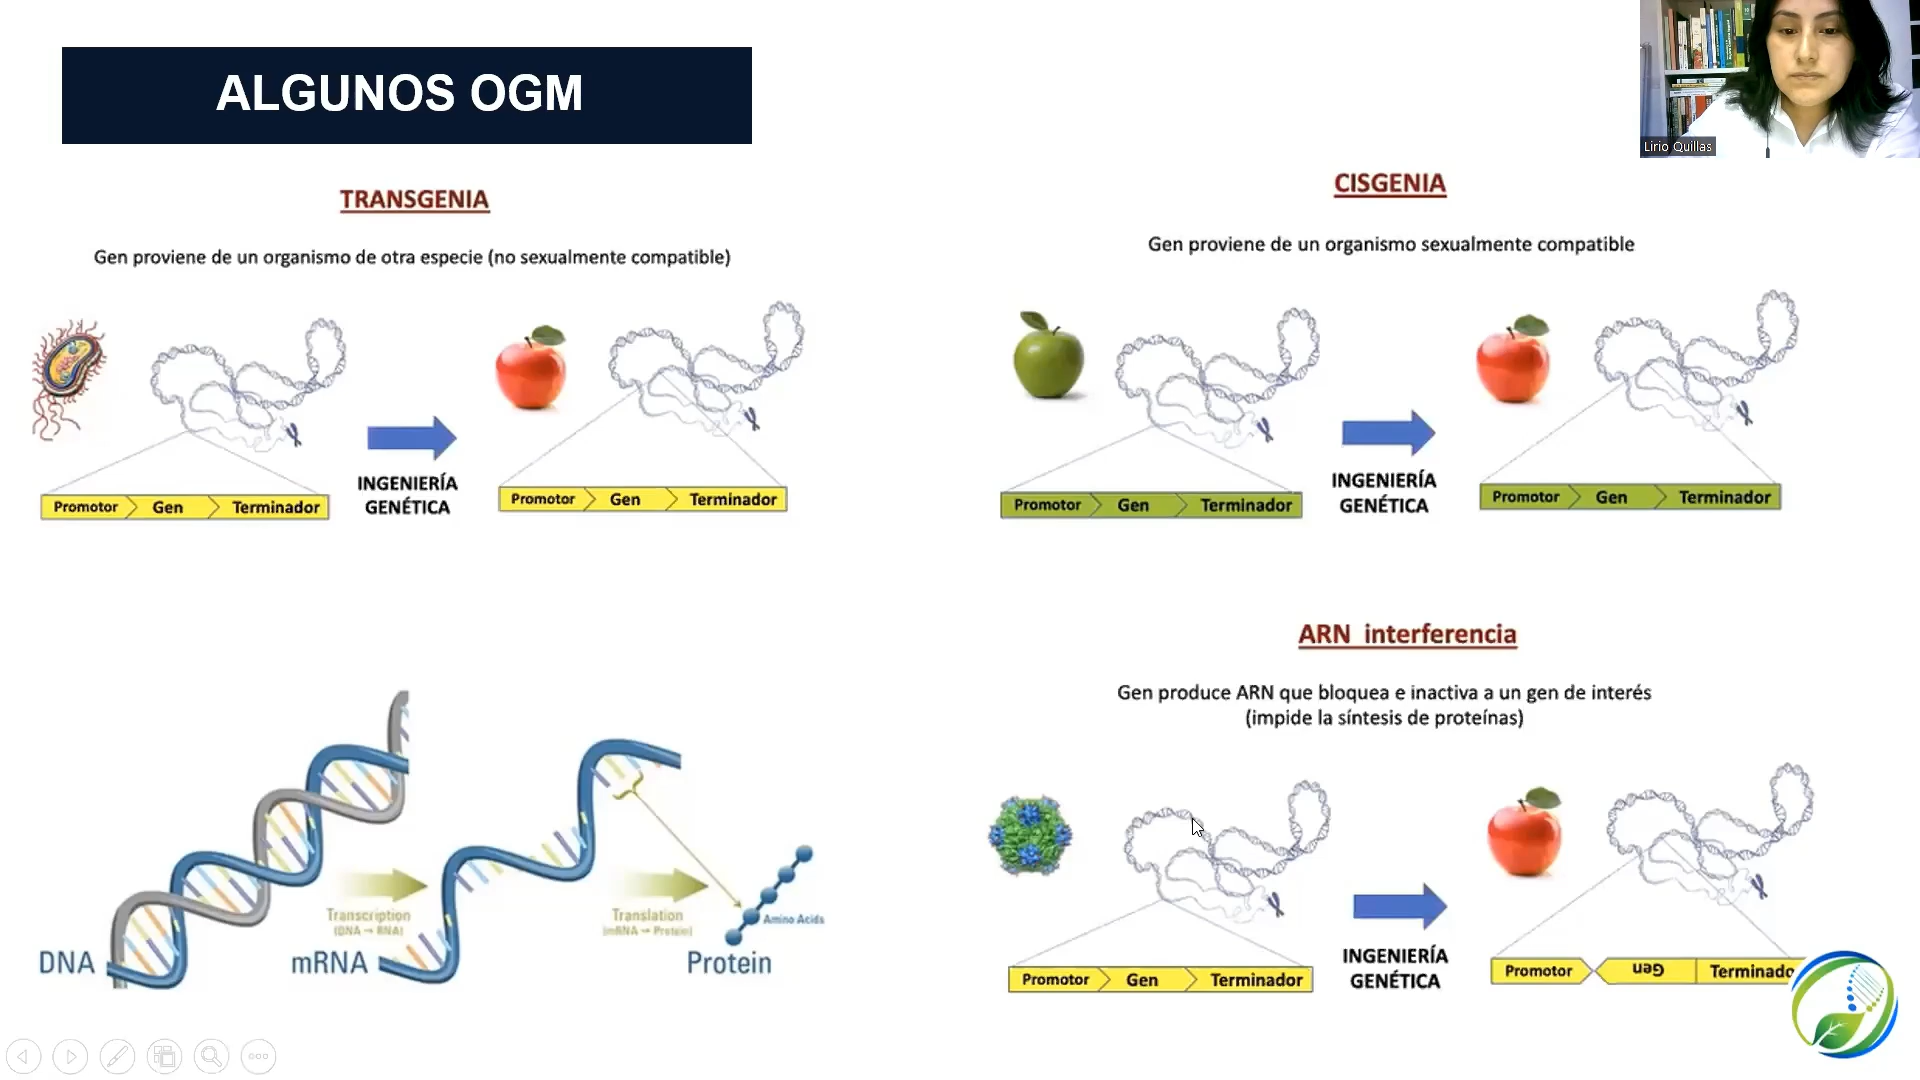 ALGUNOS OGM
Lirio Quillas
TRANSGENIA
Gen proviene de un organismo de otra especie (no sexualmente compatible)
Promotor Gen Terminador
INGENIERÍA
GENÉTICA
Promotor Gen Terminador
CISGENIA
Gen proviene de un organismo sexualmente compatible
Promotor Gen Terminador
INGENIERÍA
GENÉTICA
Promotor Gen Terminador
DNA
Transcription
(DNA → RNA)
mRNA
Translation
(mRNA → Protein)
Amino Acids
Protein
ARN interferencia
Gen produce ARN que bloquea e inactiva a un gen de interés
(impide la síntesis de proteínas)
Promotor Gen Terminador
INGENIERÍA
GENÉTICA
Promotor Gen Terminado